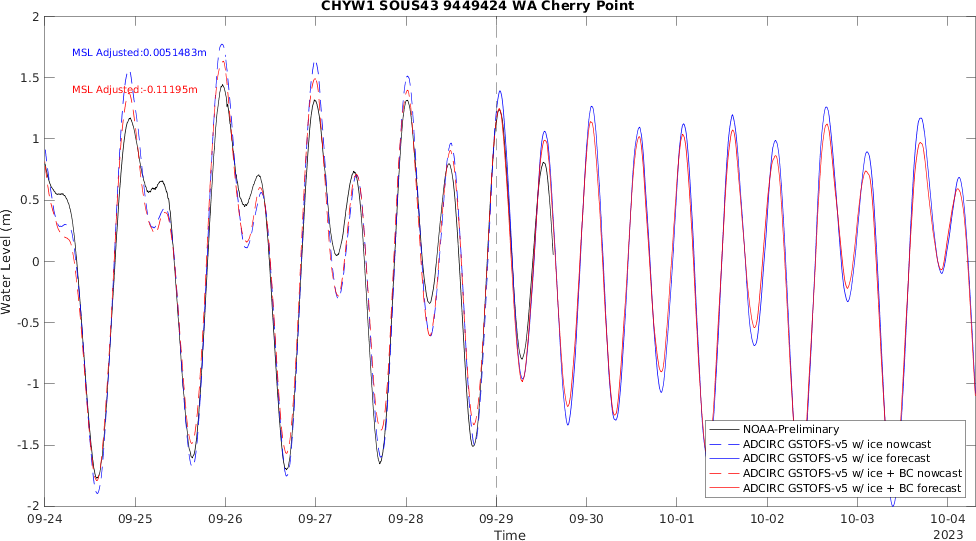 CHYW1 SOUS43 9449424 WA Cherry Point
2
1.5
1
0.5
0
-0.5
-1
-1.5
-2
Water Level (m)
MSL Adjusted:0.0051483m
MSL Adjusted:-0.11195m
NOAA-Preliminary
ADCIRC GSTOFS-v5 w/ ice nowcast
ADCIRC GSTOFS-v5 w/ ice forecast
ADCIRC GSTOFS-v5 w/ ice + BC nowcast
ADCIRC GSTOFS-v5 w/ ice + BC forecast
09-24 09-25 09-26 09-27 09-28 09-29 09-30 10-01 10-02 10-03 10-04
Time
2023